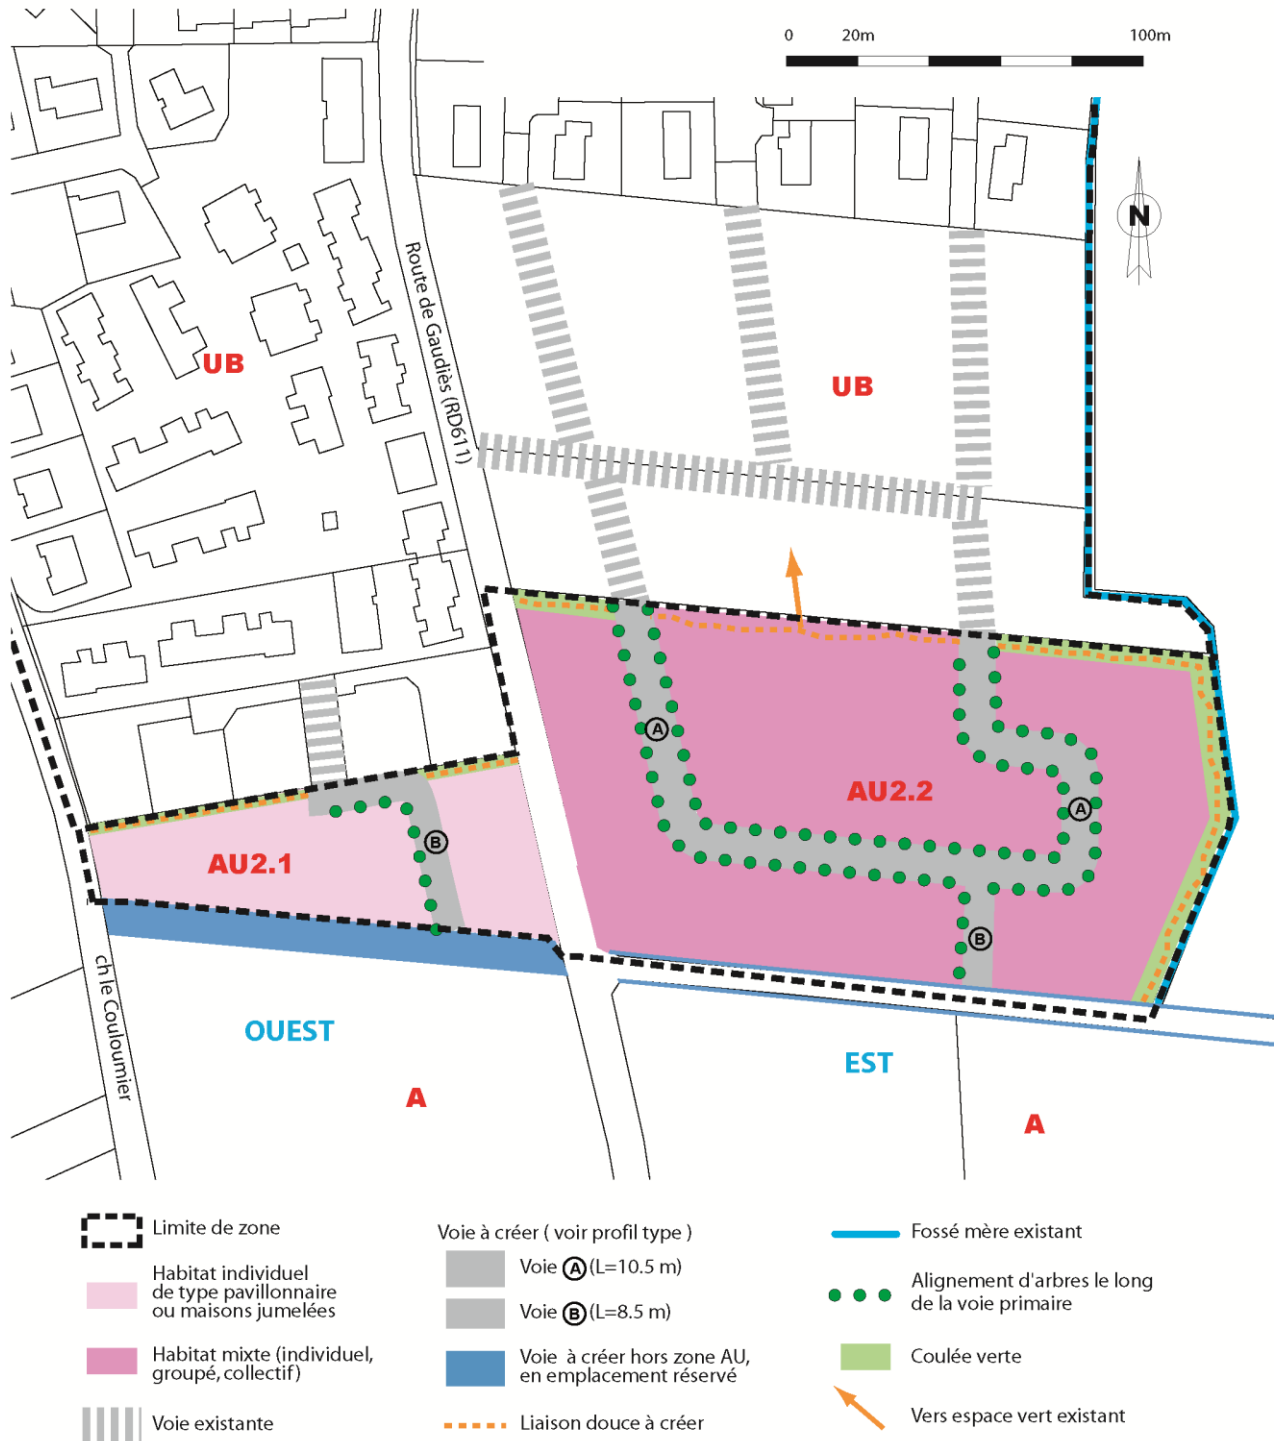 0 20m 100m
N
Route de Gaudiès (RD611)
UB
UB
A
AU2.2
A
B
AU2.1
B
ch le Couloumier
OUEST
EST
A
A
Limite de zone
Habitat individuel
de type pavillonnaire
ou maisons jumelées
Habitat mixte (individuel,
groupé, collectif)
Voie existante
Voie à créer ( voir profil type )
Voie A (L=10.5 m)
Voie B (L=8.5 m)
Voie à créer hors zone AU,
en emplacement réservé
Liaison douce à créer
Fossé mère existant
Alignement d'arbres le long
de la voie primaire
Coulée verte
Vers espace vert existant